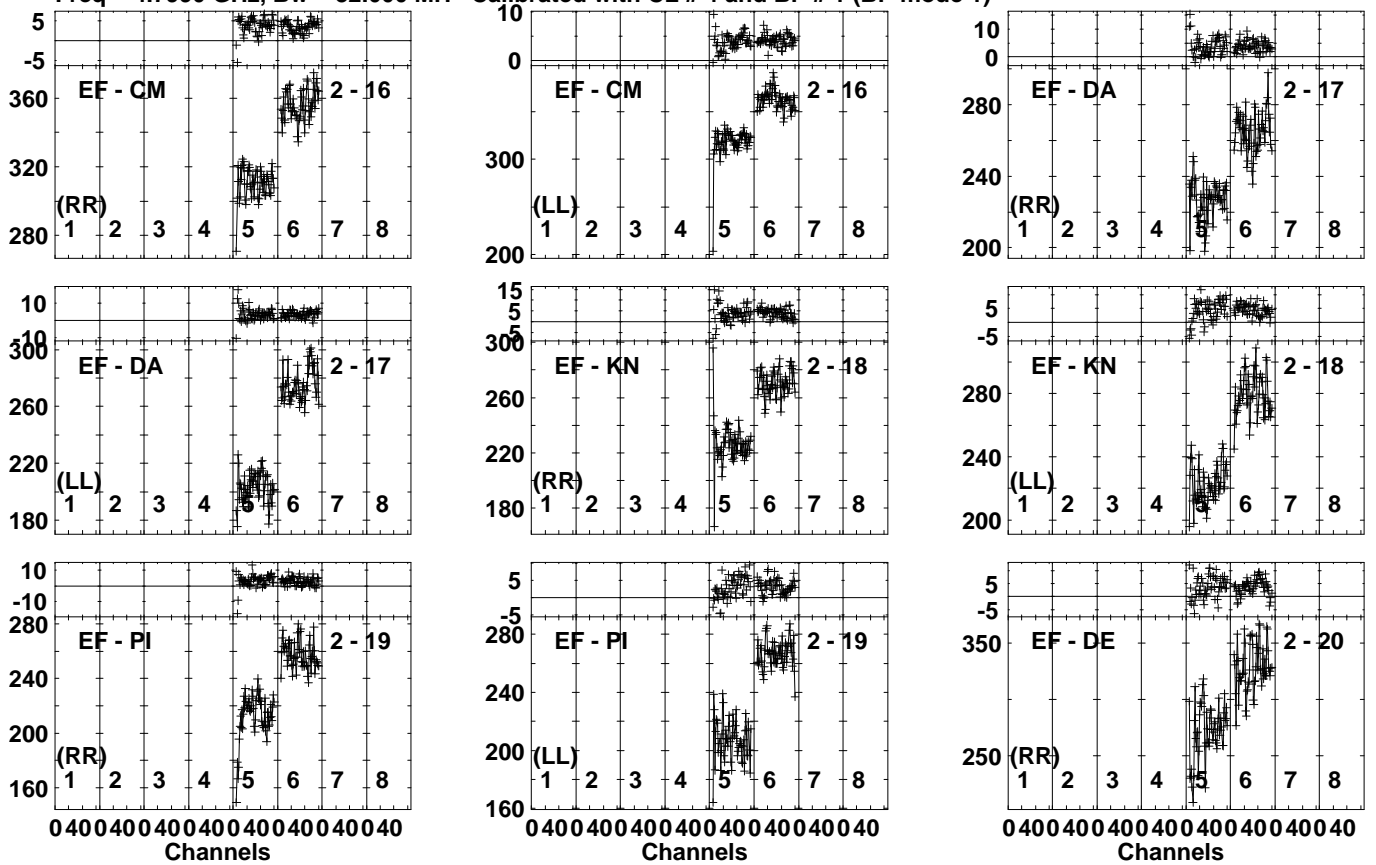 5
-5
EF - CM 2 - 16
360
320
280
(RR)
1 2 3 4 5 6 7 8
10
0
EF - CM 2 - 16
300
200
(LL)
1 2 3 4 5 6 7 8
0
EF - DA 2 - 17
280
240
200
(RR)
1 2 3 4 5 6 7 8
10
-10
300
EF - DA 2 - 17
260
220
180
(LL)
1 2 3 4 5 6 7 8
15
5
-5
300
EF - KN 2 - 18
260
220
180
(RR)
1 2 3 4 5 6 7 8
5
-5
EF - KN 2 - 18
280
240
200
(LL)
1 2 3 4 5 6 7 8
10
-10
280
EF - PI 2 - 19
240
200
160
(RR)
1 2 3 4 5 6 7 8
5
-5
280
EF - PI 2 - 19
240
200
160
(LL)
1 2 3 4 5 6 7 8
5
-5
EF - DE 2 - 20
350
250
(RR)
1 2 3 4 5 6 7 8
0 40 0 40 0 40 0 40 0 40 0 40 0 40 0 40
0 40 0 40 0 40 0 40 0 40 0 40 0 40 0 40
0 40 0 40 0 40 0 40 0 40 0 40 0 40 0 40
Channels Channels Channels